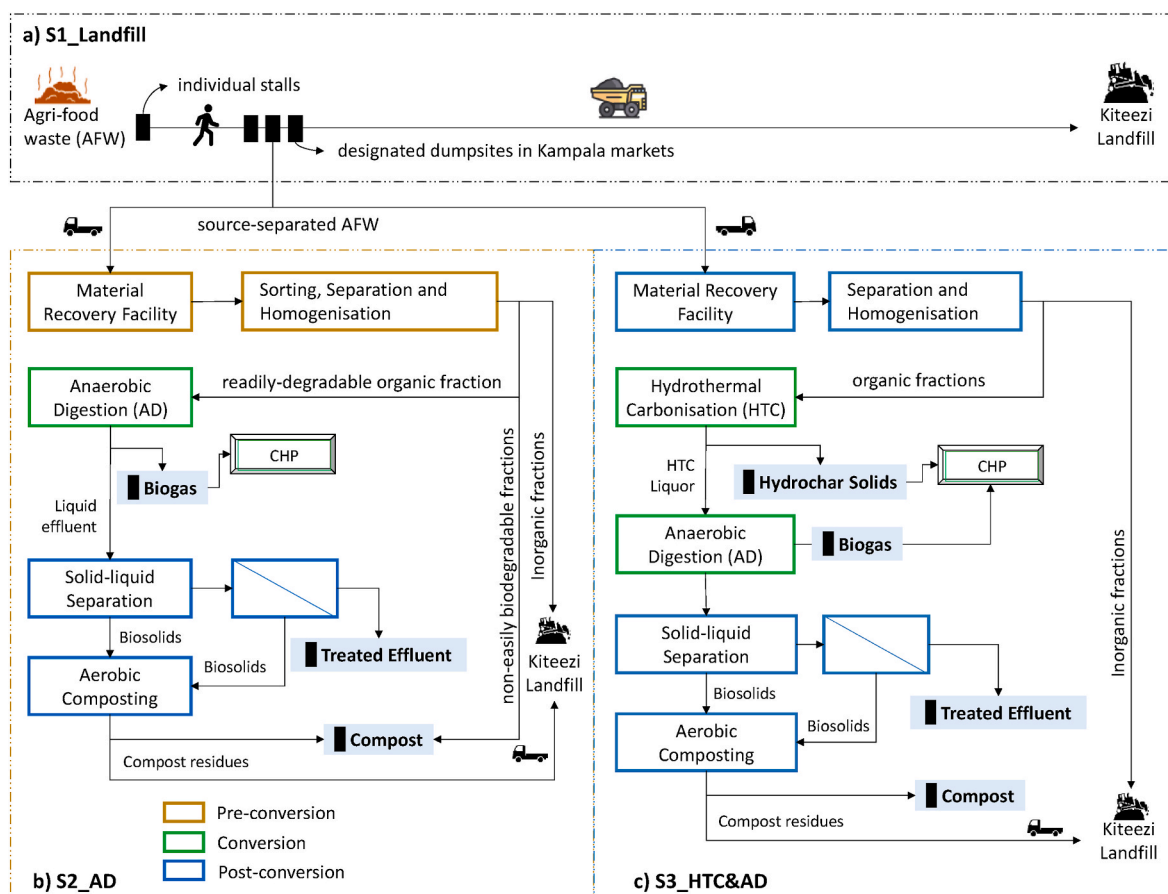 a) S1_Landfill
individual stalls
Agri-food
waste (AFW)
designated dumpsites in Kampala markets
Kiteezi
Landfill
source-separated AFW
Material
Recovery Facility
Sorting, Separation and
Homogenisation
readily-degradable organic fraction
Anaerobic
Digestion (AD)
CHP
Biogas
Liquid
effluent
non-easily biodegradable fractions
Inorganic fractions
Solid-liquid
Separation
Biosolids
Biosolids
Treated Effluent
Kiteezi
Landfill
Aerobic
Composting
Compost
Compost residues
Pre-conversion
Conversion
Post-conversion
b) S2_AD
Material Recovery
Facility
Separation and
Homogenisation
organic fractions
Hydrothermal
Carbonisation (HTC)
HTC
Liquor
Hydrochar Solids
CHP
Anaerobic
Digestion (AD)
Biogas
Inorganic fractions
Solid-liquid
Separation
Biosolids
Biosolids
Treated Effluent
Aerobic
Composting
Compost
Compost residues
Kiteezi
Landfill
c) S3_HTC&AD